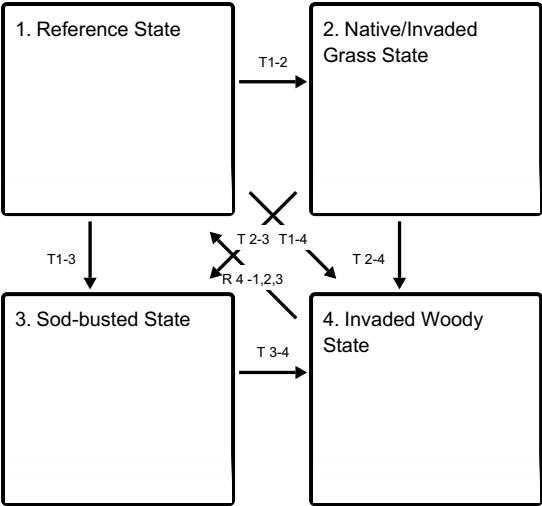 1. Reference State
2. Native/Invaded
Grass State
T1-2
T 2-3
T1-4
T1-3
T 2-4
R 4 -1,2,3
3. Sod-busted State
4. Invaded Woody
State
T 3-4